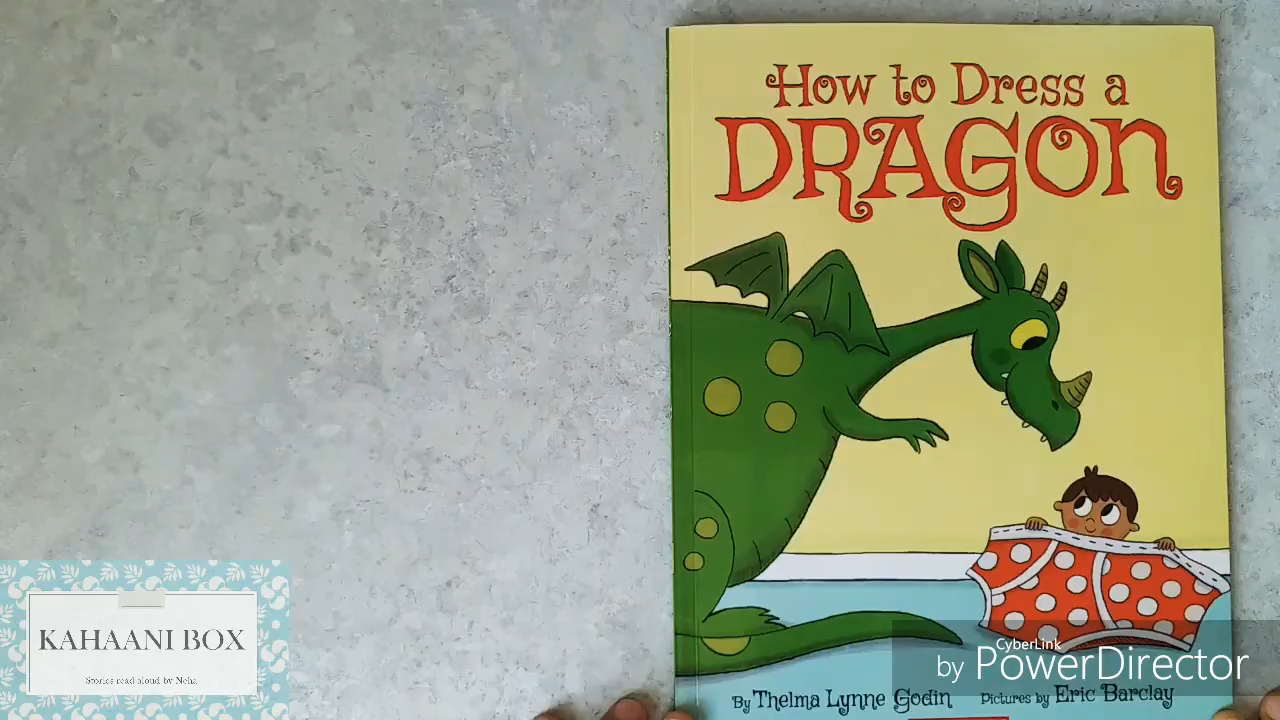 How to Dress a
DRAGON
By Thelma Lynne Godin Pictures by Eric Barclay
KAHAANI BOX
Stories read aloud by Neha
CyberLink
by PowerDirector